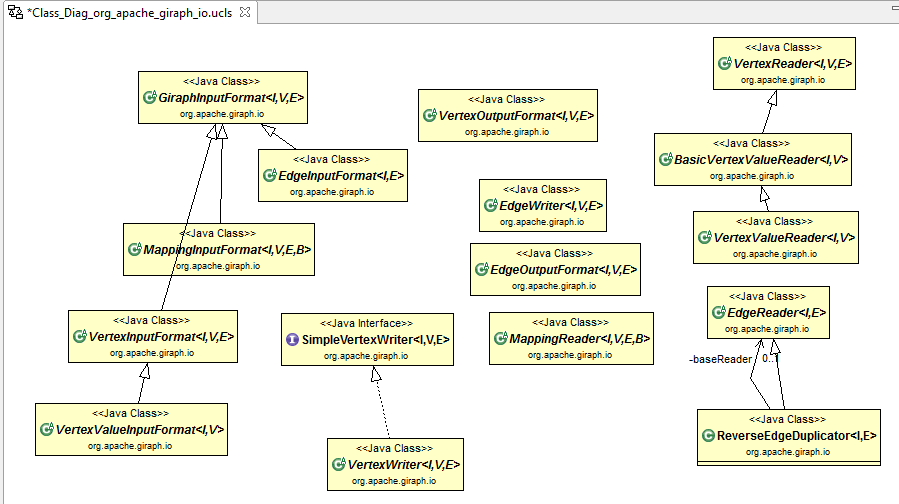 *Class_Diag_org_apache_giraph_io.ucls
<<Java Class>>
GiraphInputFormat<I,V,E>
org.apache.giraph.io
<<Java Class>>
VertexOutputFormat<I,V,E>
org.apache.giraph.io
<<Java Class>>
VertexReader<I,V,E>
org.apache.giraph.io
<<Java Class>>
EdgeInputFormat<I,E>
org.apache.giraph.io
<<Java Class>>
BasicVertexValueReader<I,V>
org.apache.giraph.io
<<Java Class>>
EdgeWriter<I,V,E>
org.apache.giraph.io
<<Java Class>>
MappingInputFormat<I,V,E,B>
org.apache.giraph.io
<<Java Class>>
VertexValueReader<I,V>
org.apache.giraph.io
<<Java Class>>
EdgeOutputFormat<I,V,E>
org.apache.giraph.io
<<Java Class>>
VertexInputFormat<I,V,E>
org.apache.giraph.io
<<Java Interface>>
SimpleVertexWriter<I,V,E>
org.apache.giraph.io
<<Java Class>>
MappingReader<I,V,E,B>
org.apache.giraph.io
<<Java Class>>
EdgeReader<I,E>
org.apache.giraph.io
-baseReader 0..1
<<Java Class>>
VertexValueInputFormat<I,V>
org.apache.giraph.io
<<Java Class>>
VertexWriter<I,V,E>
org.apache.giraph.io
<<Java Class>>
ReverseEdgeDuplicator<I,E>
org.apache.giraph.io